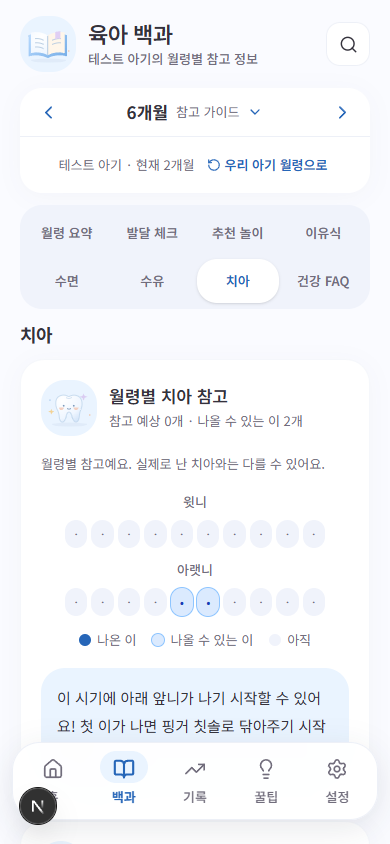 육아 백과
테스트 아기의 월령별 참고 정보
6개월 참고 가이드
테스트 아기 · 현재 2개월 우리 아기 월령으로
월령 요약 발달 체크 추천 놀이 이유식
수면 수유 치아 건강 FAQ
치아
월령별 치아 참고
참고 예상 0개 · 나올 수 있는 이 2개
월령별 참고예요. 실제로 난 치아와는 다를 수 있어요.
윗니
· · · · · · · · · ·
아랫니
· · · · • • · · · ·
나온 이 나올 수 있는 이 아직
이 시기에 아래 앞니가 나기 시작할 수 있어
요! 첫 이가 나면 핑거 칫솔로 닦아주기 시작
백과 기록 꿀팁 설정
N